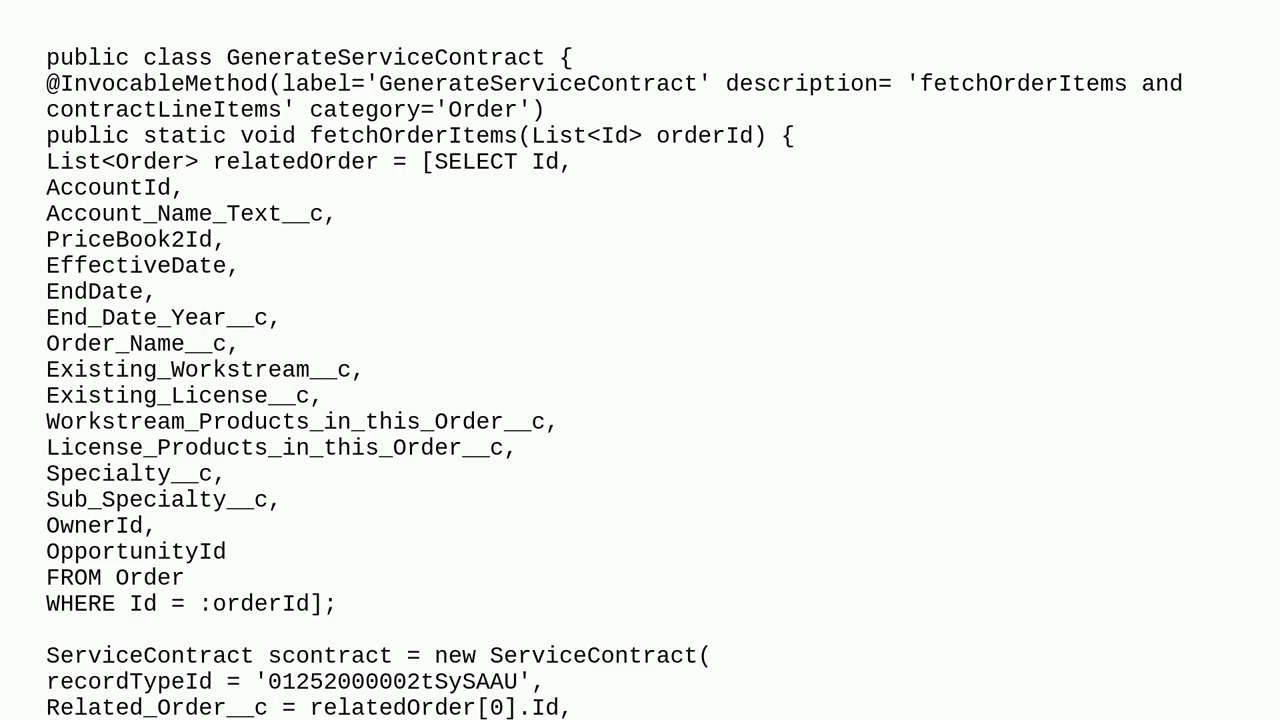 public class GenerateServiceContract {
@InvocableMethod(label='GenerateServiceContract' description= 'fetchOrderItems and
contractLineItems' category='Order')
public static void fetchOrderItems(List<Id> orderId) {
List<Order> relatedOrder = [SELECT Id,
AccountId,
Account_Name_Text__c,
PriceBook2Id,
EffectiveDate,
EndDate,
End_Date_Year__c,
Order_Name__c,
Existing_Workstream__c,
Existing_License__c,
Workstream_Products_in_this_Order__c,
License_Products_in_this_Order__c,
Specialty__c,
Sub_Specialty__c,
OwnerId,
OpportunityId
FROM Order
WHERE Id = :orderId];
ServiceContract scontract = new ServiceContract(
recordTypeId = '01252000002tSySAAU',
Related_Order__c = relatedOrder[0].Id,